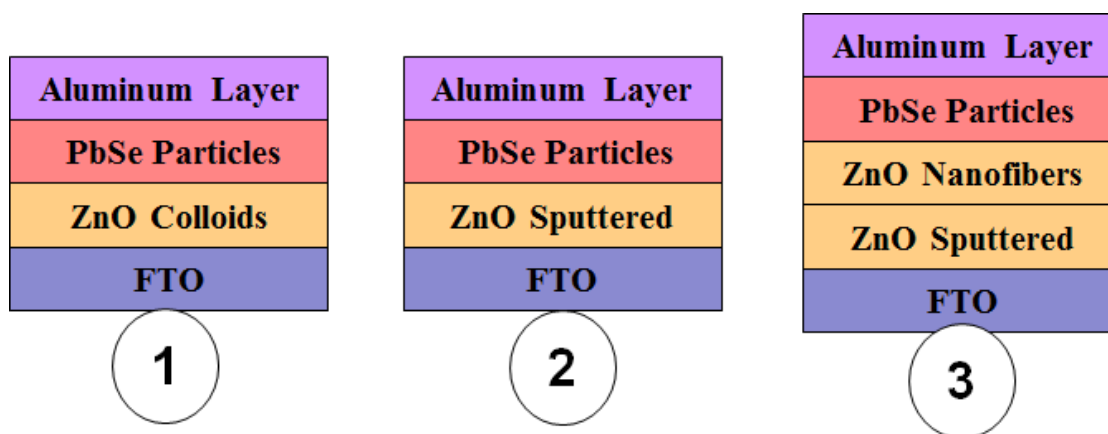 Aluminum Layer
PbSe Particles
ZnO Colloids
FTO
1
Aluminum Layer
PbSe Particles
ZnO Sputtered
FTO
2
Aluminum Layer
PbSe Particles
ZnO Nanofibers
ZnO Sputtered
FTO
3